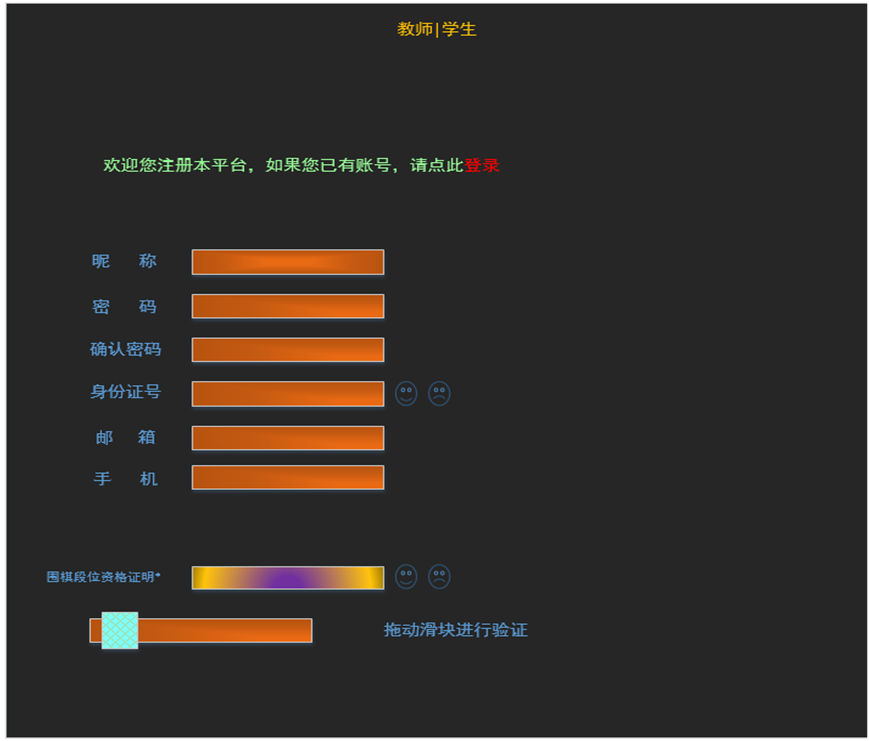 教师|学生
欢迎您注册本平台，如果您已有账号，请点此登录
昵 称
密 码
确认密码
身份证号
邮 箱
手 机
围棋段位资格证明*
拖动滑块进行验证